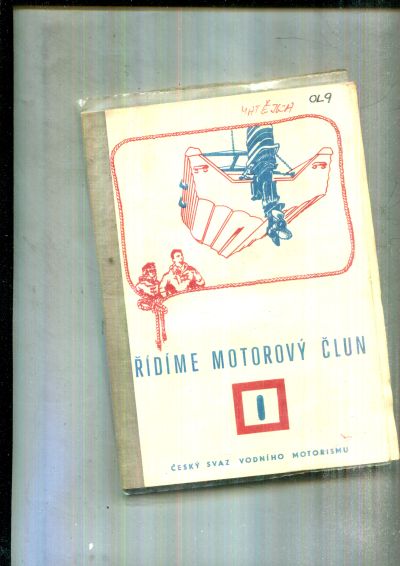 OL9
ŘÍDÍME MOTOROVÝ ČLUN
I
ČESKÝ SVAZ VODNÍHO MOTORISMU